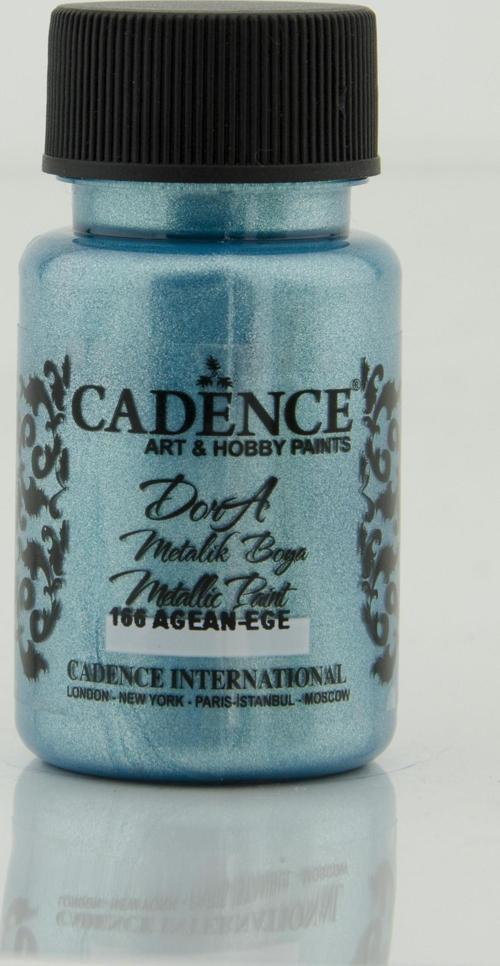 CADENCE®
ART & HOBBY PAINTS
DorA
Metalik Boya
Metallic Paint
166 AGEAN-EGE
CADENCE INTERNATIONAL
LONDON - NEW YORK - PARIS-İSTANBUL - MOSCOW